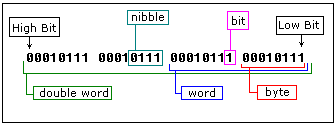 nibble
bit
High Bit
Low Bit
00010111 00010111 00010111 00010111
double word
word
byte